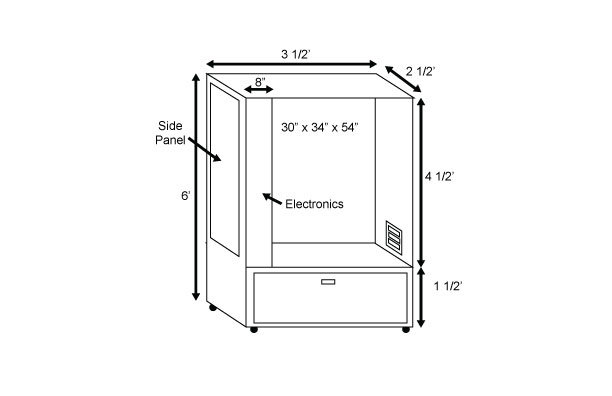 3 1/2’
2 1/2’
8”
30” x 34” x 54”
Side
Panel
4 1/2’
6’
Electronics
1 1/2’